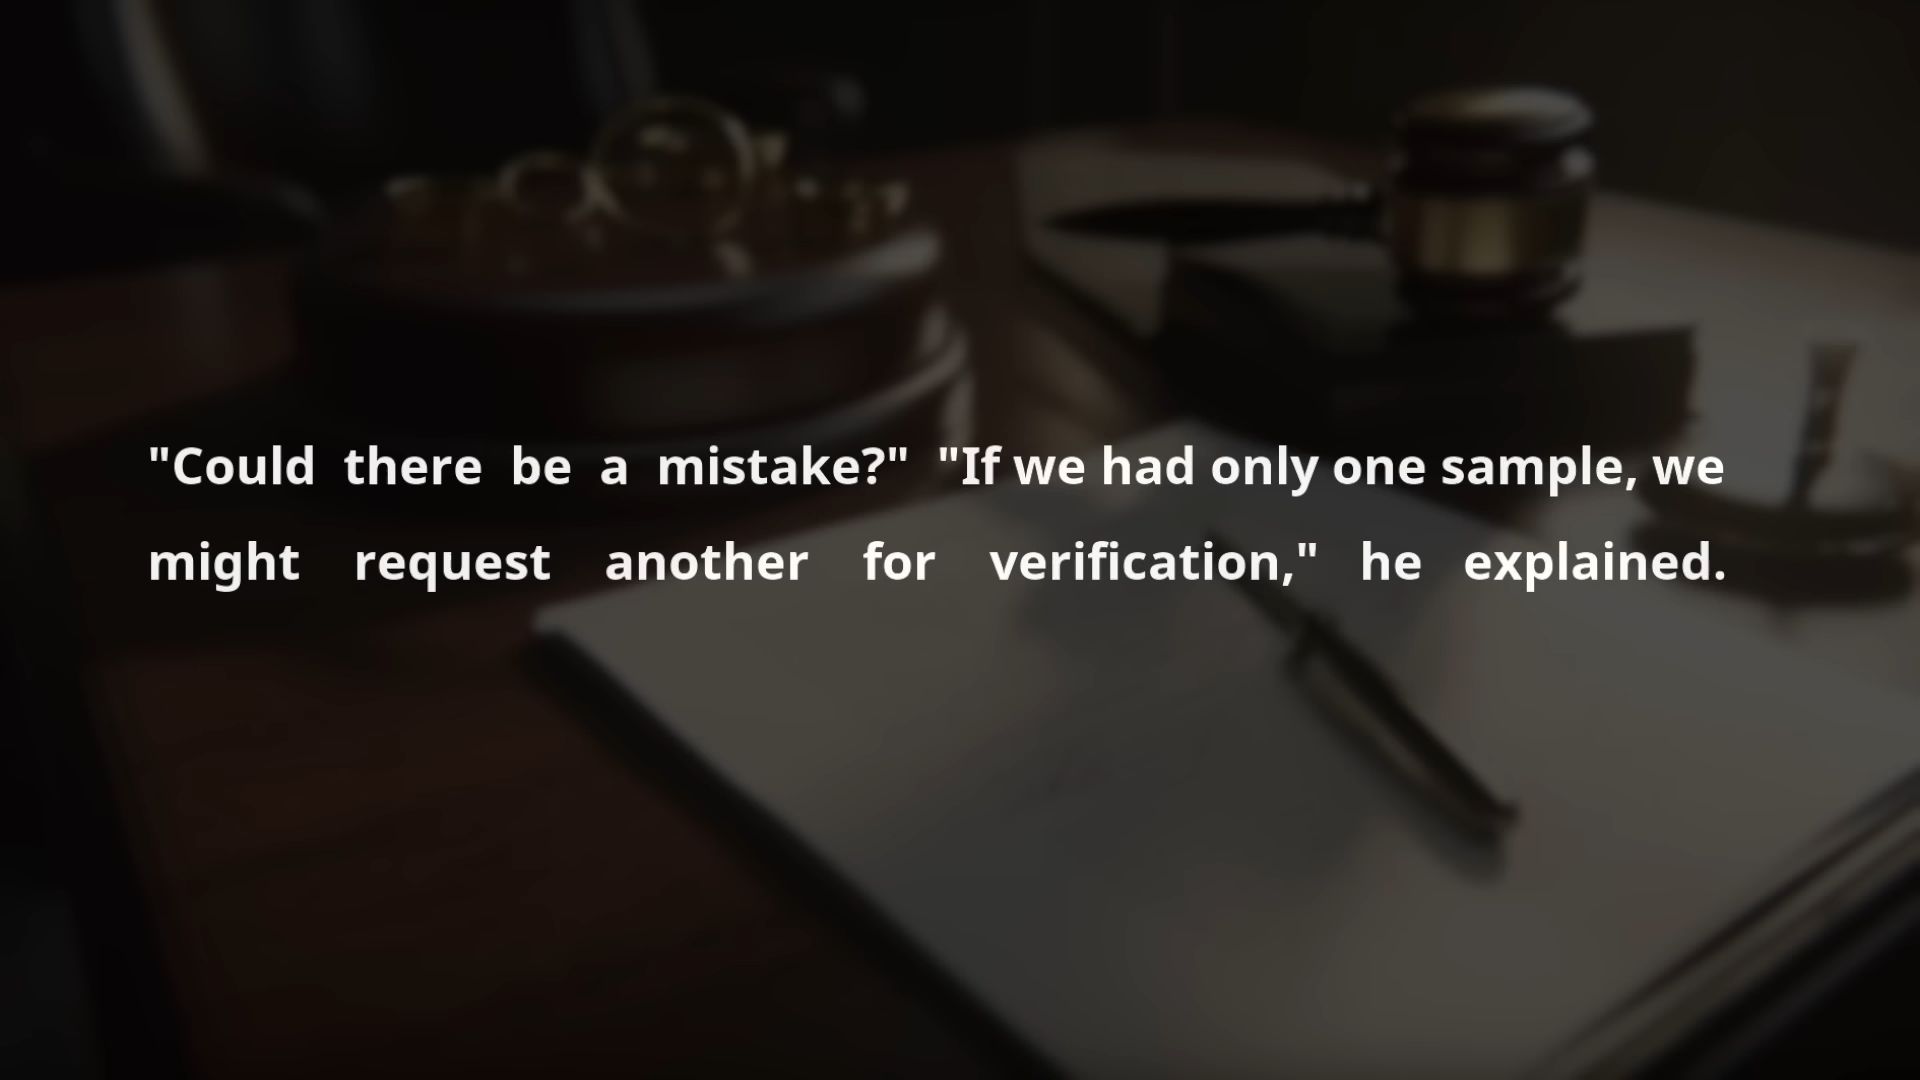 "Could there be a mistake?" "If we had only one sample, we
might request another for verification," he explained.